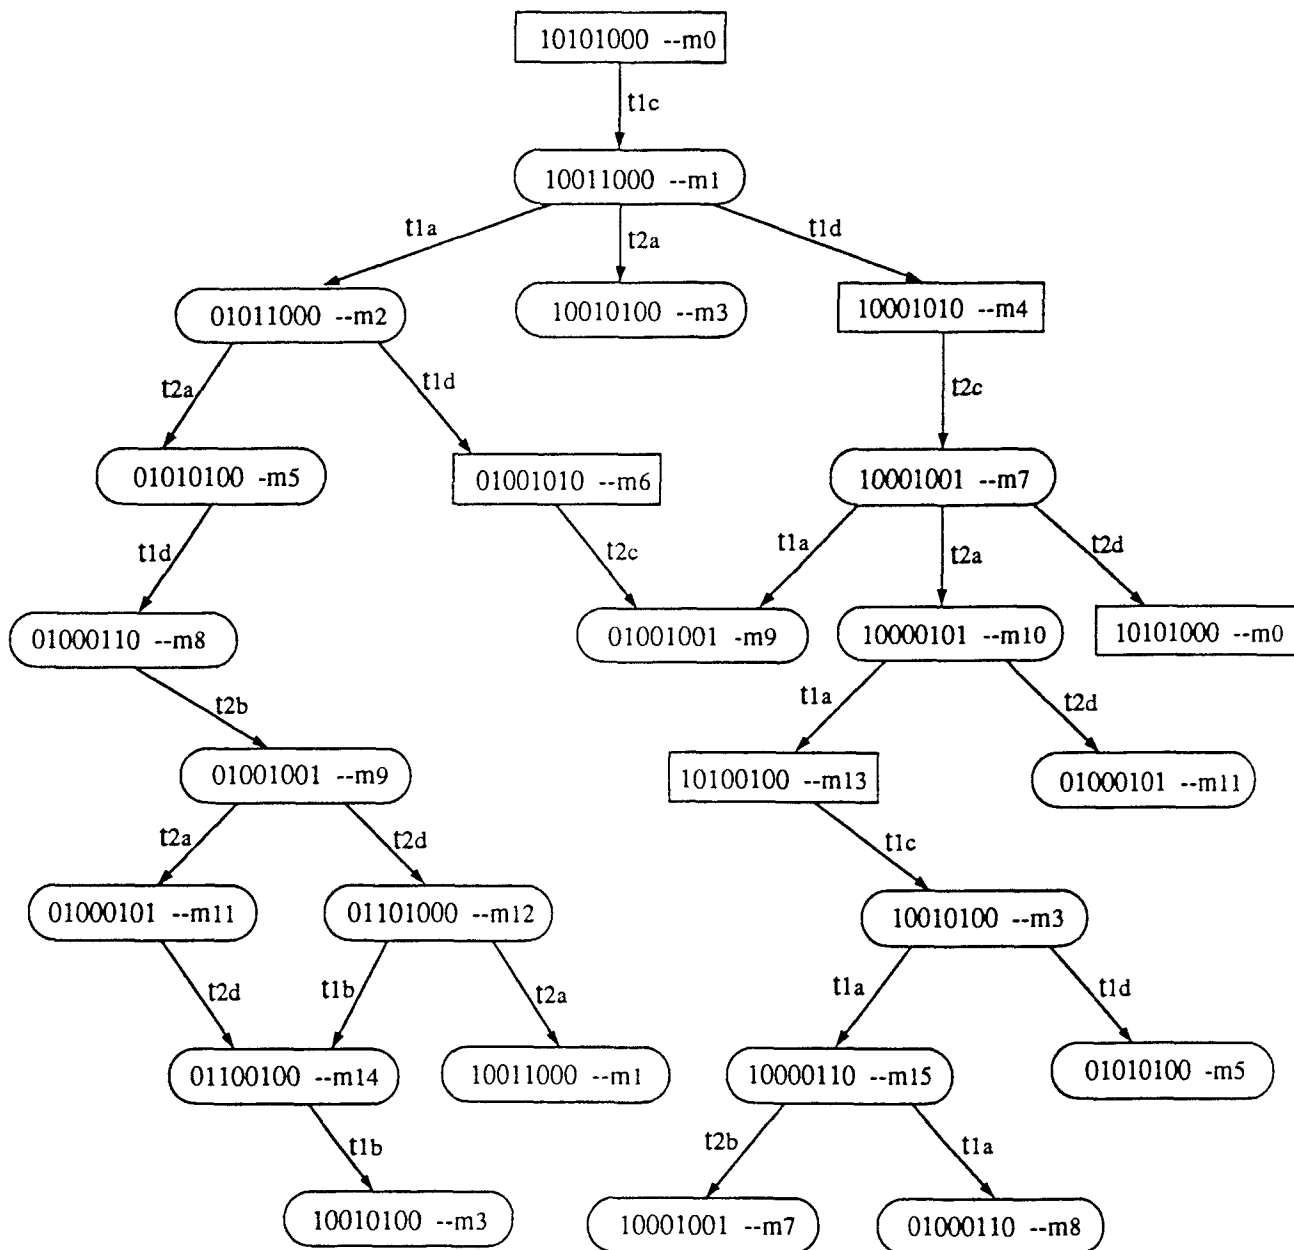 10101000 --m0
t1c
10011000 --m1
t1a
t2a
t1d
01011000 --m2
10010100 --m3
10001010 --m4
t2a
t1d
t2c
01010100 -m5
01001010 --m6
10001001 --m7
t1d
t2c
t1a
t2a
t2d
01000110 --m8
01001001 -m9
10000101 --m10
10101000 --m0
t2b
t1a
t2d
01001001 --m9
10100100 --m13
01000101 --m11
t2a
t2d
t1c
01000101 --m11
01101000 --m12
10010100 --m3
t2d
t1b
t2a
t1a
t1d
01100100 --m14
10011000 --m1
10000110 --m15
01010100 -m5
t1b
t2b
t1a
10010100 --m3
10001001 --m7
01000110 --m8